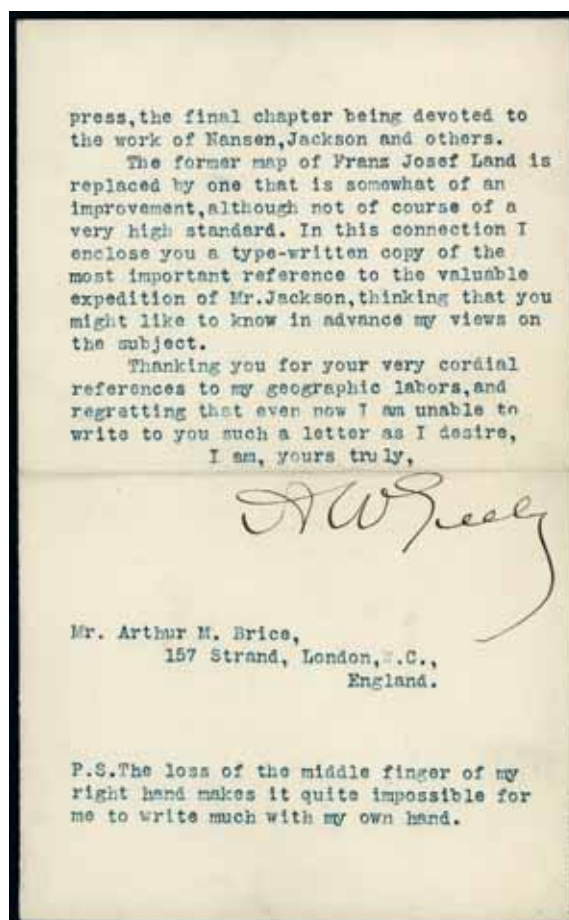 press,the final chapter being devoted to
the work of Nansen,Jackson and others.
The former map of Franz Josef Land is
replaced by one that is somewhat of an
improvement,although not of course of a
very high standard. In this connection I
enclose you a type-written copy of the
most important reference to the valuable
expedition of Mr.Jackson,thinking that you
might like to know in advance my views on
the subject.
Thanking you for your very cordial
references to my geographic labors,and
regretting that even now I am unable to
write to you such a letter as I desire,
I am, yours truly,
A W Greely
Mr. Arthur M. Brice,
157 Strand, London, .C.,
England.
P.S.The loss of the middle finger of my
right hand makes it quite impossible for
me to write much with my own hand.